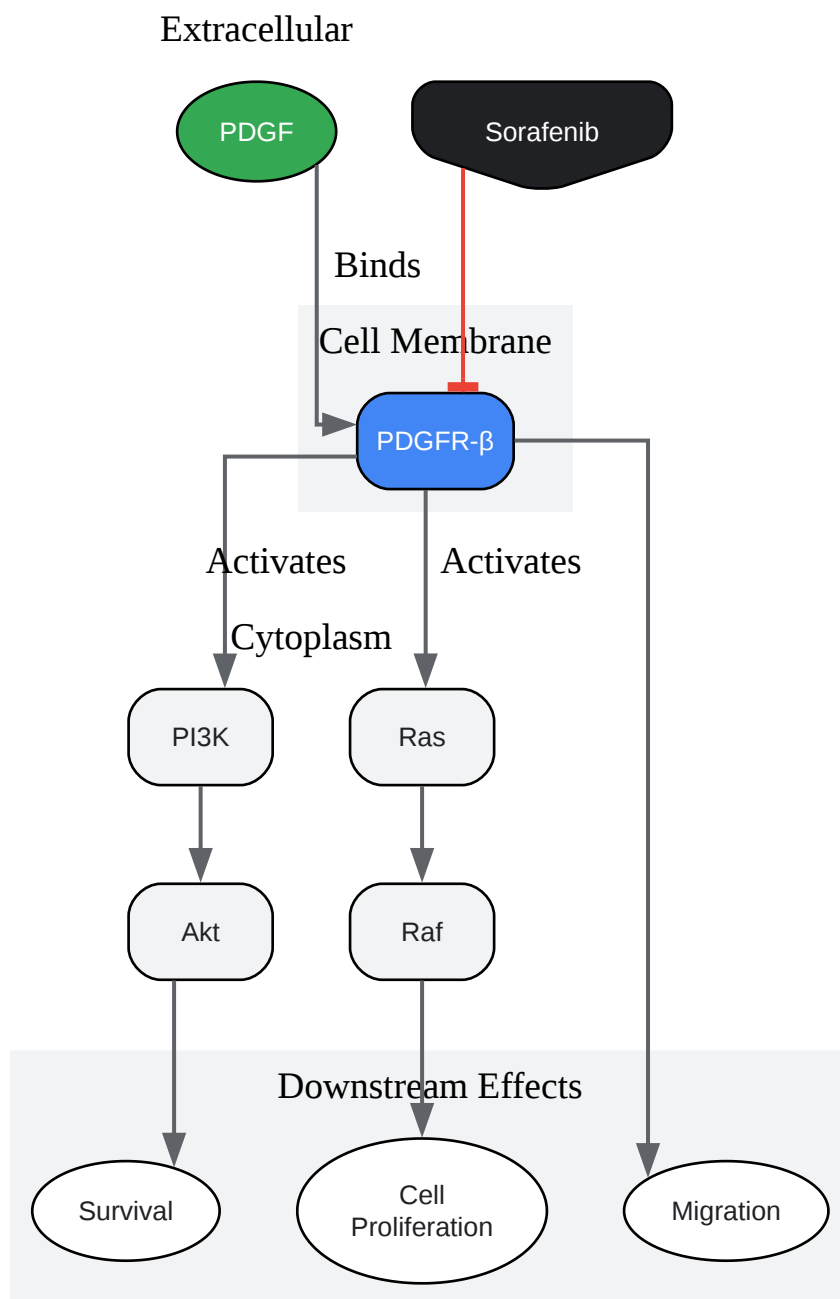 Extracellular
PDGF
Sorafenib
Binds
Cell Membrane
PDGFR-β
Activates
Activates
Cytoplasm
PI3K
Ras
Akt
Raf
Downstream Effects
Survival
Cell
Proliferation
Migration